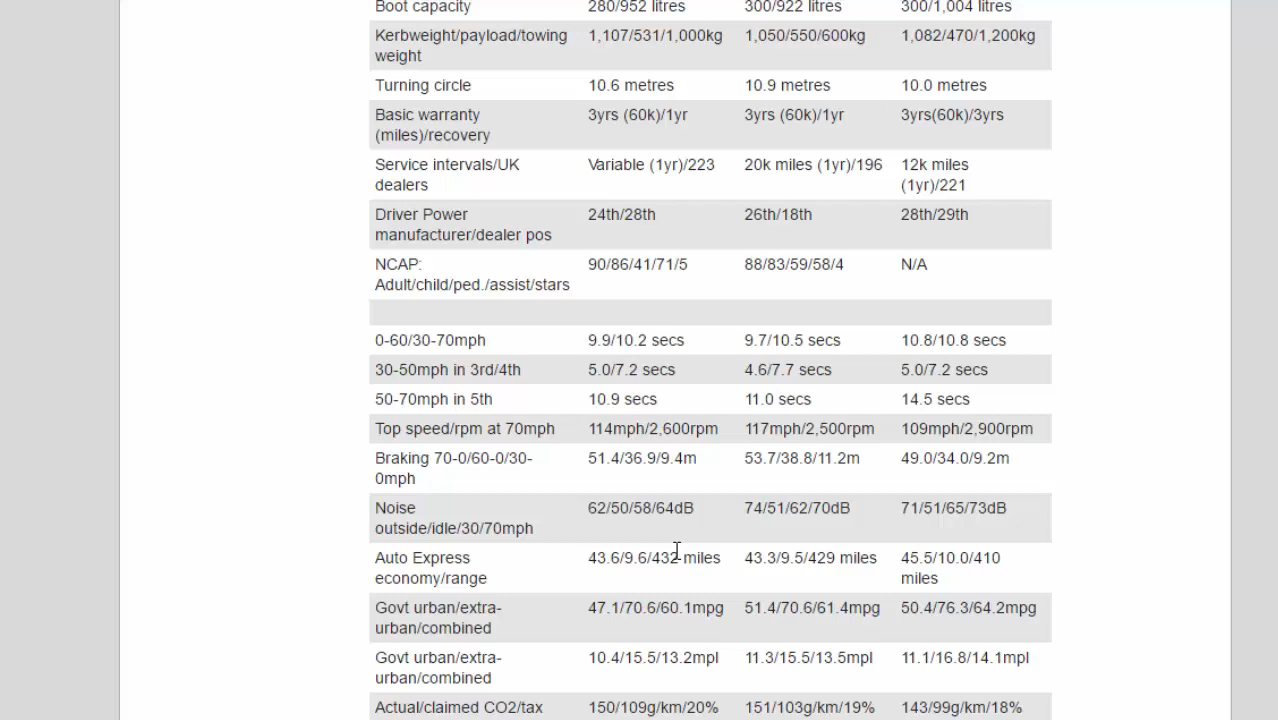 Boot capacity 280/952 litres 300/922 litres 300/1,004 litres
Kerbweight/payload/towing 1,107/531/1,000kg 1,050/550/600kg 1,082/470/1,200kg
weight
Turning circle 10.6 metres 10.9 metres 10.0 metres
Basic warranty 3yrs (60k)/1yr 3yrs (60k)/1yr 3yrs(60k)/3yrs
(miles)/recovery
Service intervals/UK Variable (1yr)/223 20k miles (1yr)/196 12k miles
dealers (1yr)/221
Driver Power 24th/28th 26th/18th 28th/29th
manufacturer/dealer pos
NCAP: 90/86/41/71/5 88/83/59/58/4 N/A
Adult/child/ped./assist/stars
0-60/30-70mph 9.9/10.2 secs 9.7/10.5 secs 10.8/10.8 secs
30-50mph in 3rd/4th 5.0/7.2 secs 4.6/7.7 secs 5.0/7.2 secs
50-70mph in 5th 10.9 secs 11.0 secs 14.5 secs
Top speed/rpm at 70mph 114mph/2,600rpm 117mph/2,500rpm 109mph/2,900rpm
Braking 70-0/60-0/30- 51.4/36.9/9.4m 53.7/38.8/11.2m 49.0/34.0/9.2m
0mph
Noise 62/50/58/64dB 74/51/62/70dB 71/51/65/73dB
outside/idle/30/70mph
Auto Express 43.6/9.6/432 miles 43.3/9.5/429 miles 45.5/10.0/410
economy/range miles
Govt urban/extra- 47.1/70.6/60.1mpg 51.4/70.6/61.4mpg 50.4/76.3/64.2mpg
urban/combined
Govt urban/extra- 10.4/15.5/13.2mpl 11.3/15.5/13.5mpl 11.1/16.8/14.1mpl
urban/combined
Actual/claimed CO2/tax 150/109g/km/20% 151/103g/km/19% 143/99g/km/18%